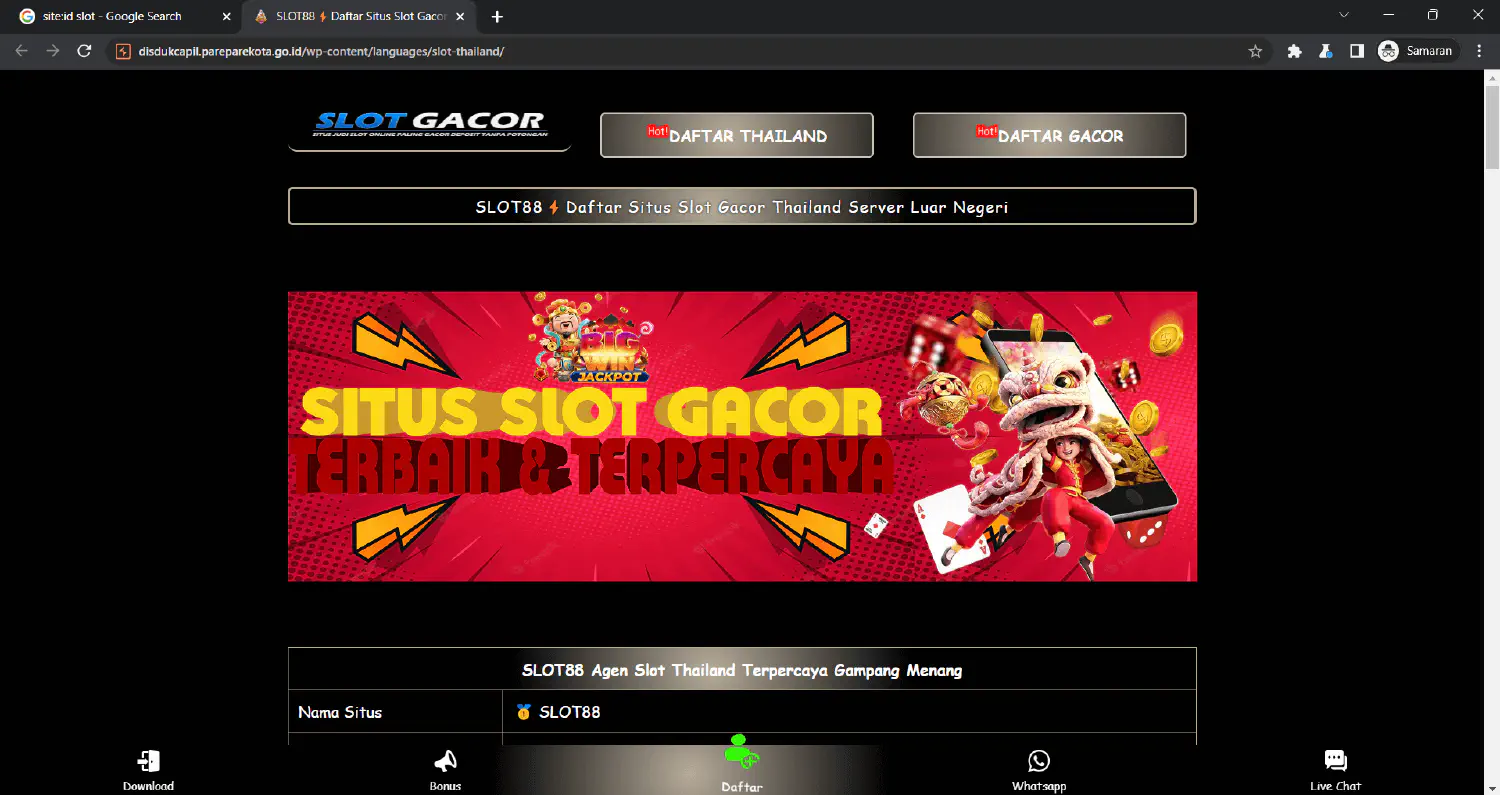 site:id slot - Google Search
SLOT88⚡Daftar Situs Slot Gacor
disdukcapil.pareparekota.go.id/wp-content/languages/slot-thailand/
Samaran
SLOT GACOR
SITUS JUDI SLOT ONLINE PALING GACOR DEPOSIT TANPA POTONGAN
Hot! DAFTAR THAILAND
Hot! DAFTAR GACOR
SLOT88⚡Daftar Situs Slot Gacor Thailand Server Luar Negeri
BIG
WIN
JACKPOT
SITUS SLOT GACOR
TERBAIK & TERPERCAYA
SLOT88 Agen Slot Thailand Terpercaya Gampang Menang
Nama Situs
🥇 SLOT88
Download
Bonus
Daftar
Whatsapp
Live Chat